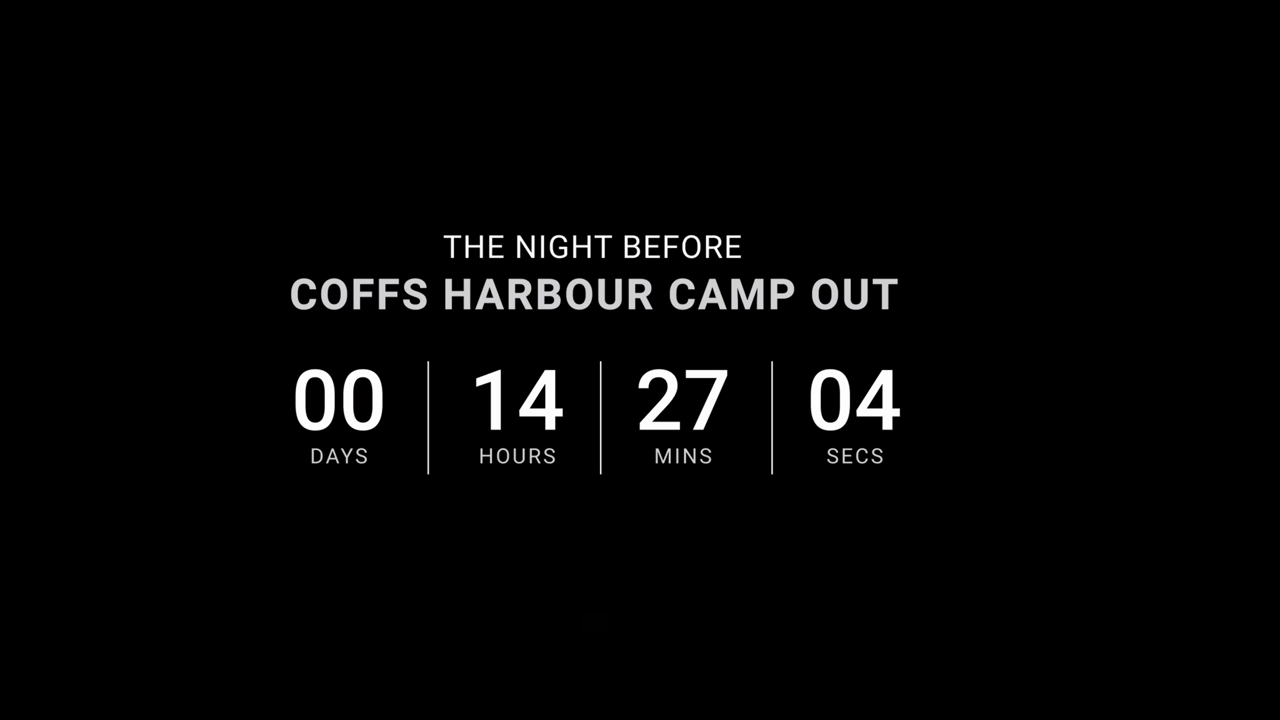 THE NIGHT BEFORE
COFFS HARBOUR CAMP OUT
00 14 27 04
DAYS HOURS MINS SECS